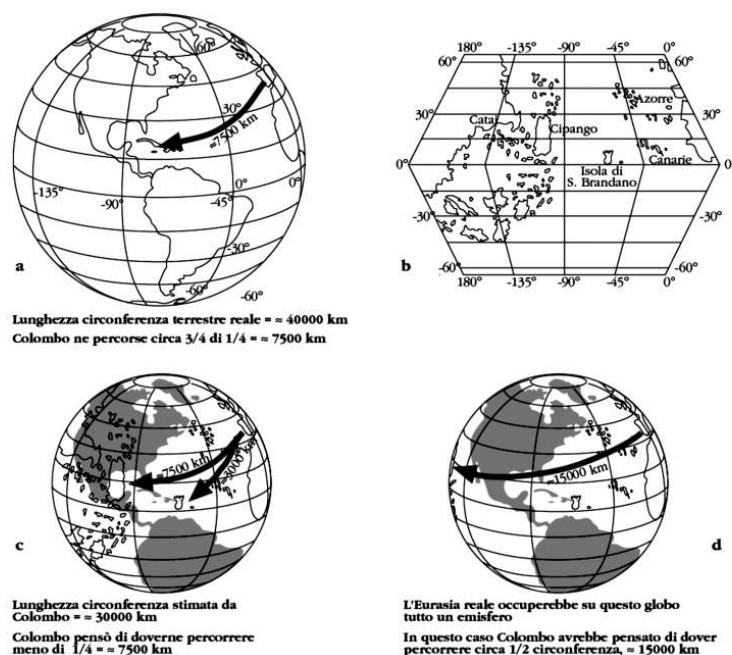 60°
30°
≈7500 km
-135°
-90°
-45°
0°
0°
-30°
-60°
-60°
a
Lunghezza circonferenza terrestre reale = ≈ 40000 km
Colombo ne percorse circa 3/4 di 1/4 = ≈ 7500 km
180° -135° -90° -45° 0°
60° 60°
Azorre
30° 30°
Catai
Cipango
Canarie
0° 0
Isola di
S. Brandano
-30° -30°
-60° -60°
180° -135° -90° -45° 0°
b
≈7500 km
≈3000 km
c
Lunghezza circonferenza stimata da
Colombo = ≈ 30000 km
Colombo pensò di doverne percorrere
meno di 1/4 = ≈ 7500 km
≈15000 km
d
L'Eurasia reale occuperebbe su questo globo
tutto un emisfero
In questo caso Colombo avrebbe pensato di dover
percorrere circa 1/2 circonferenza, ≈ 15000 km